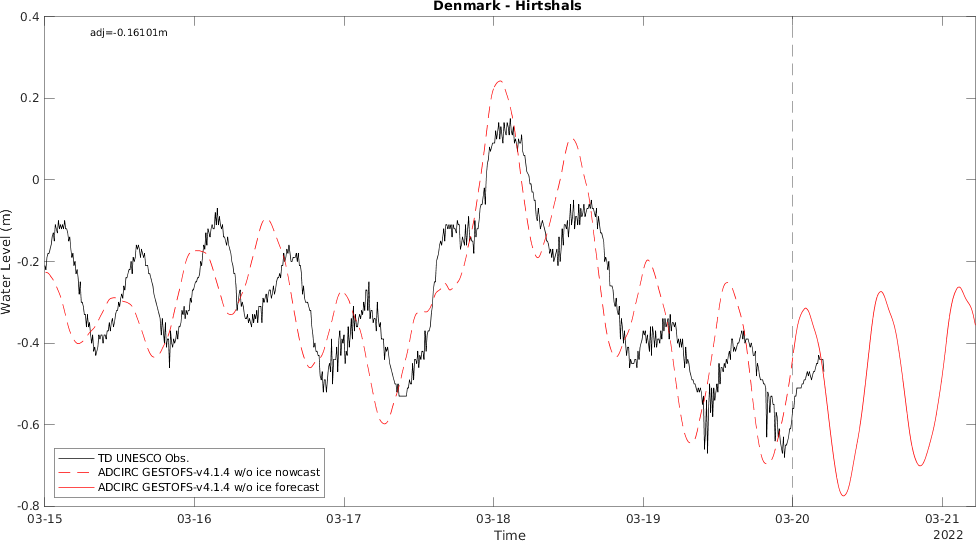 Denmark - Hirtshals
adj=-0.16101m
0.4
0.2
0
-0.2
-0.4
-0.6
-0.8
Water Level (m)
TD UNESCO Obs.
ADCIRC GESTOFS-v4.1.4 w/o ice nowcast
ADCIRC GESTOFS-v4.1.4 w/o ice forecast
03-15 03-16 03-17 03-18 03-19 03-20 03-21
Time
2022